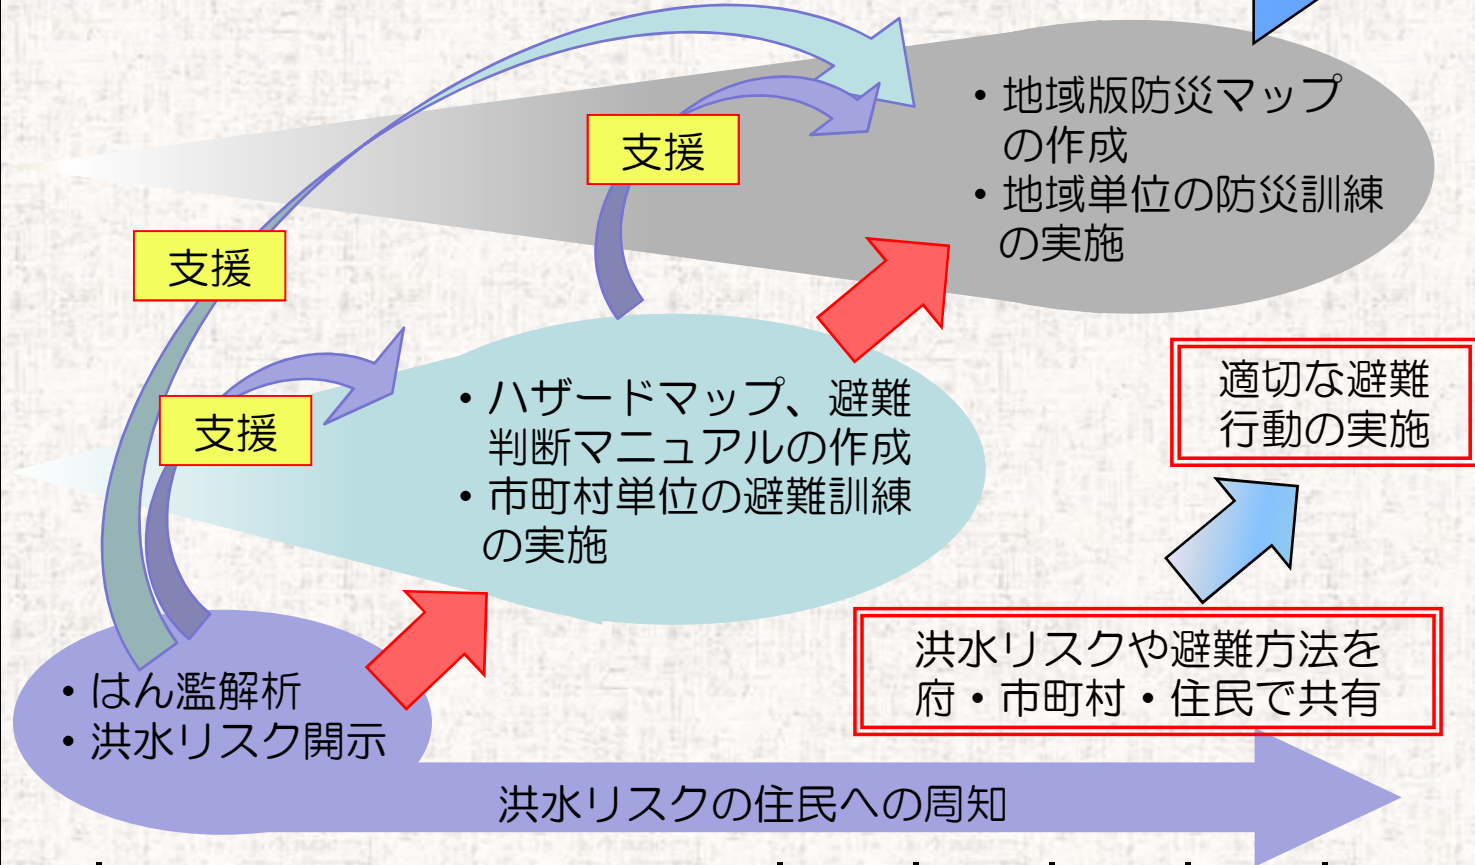 ・地域版防災マップ
の作成
・地域単位の防災訓練
の実施
支援
支援
支援
・ハザードマップ、避難
判断マニュアルの作成
・市町村単位の避難訓練
の実施
適切な避難
行動の実施
洪水リスクや避難方法を
府・市町村・住民で共有
・はん濫解析
・洪水リスク開示
洪水リスクの住民への周知